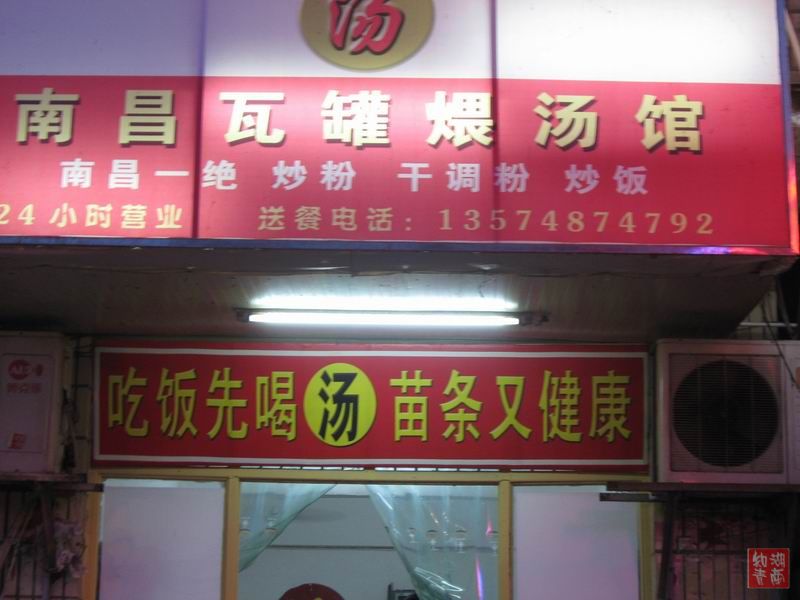 汤
南昌瓦罐煨汤馆
南昌一绝 炒粉 干调粉 炒饭
24小时营业 送餐电话：13574874792
吃饭先喝汤苗条又健康